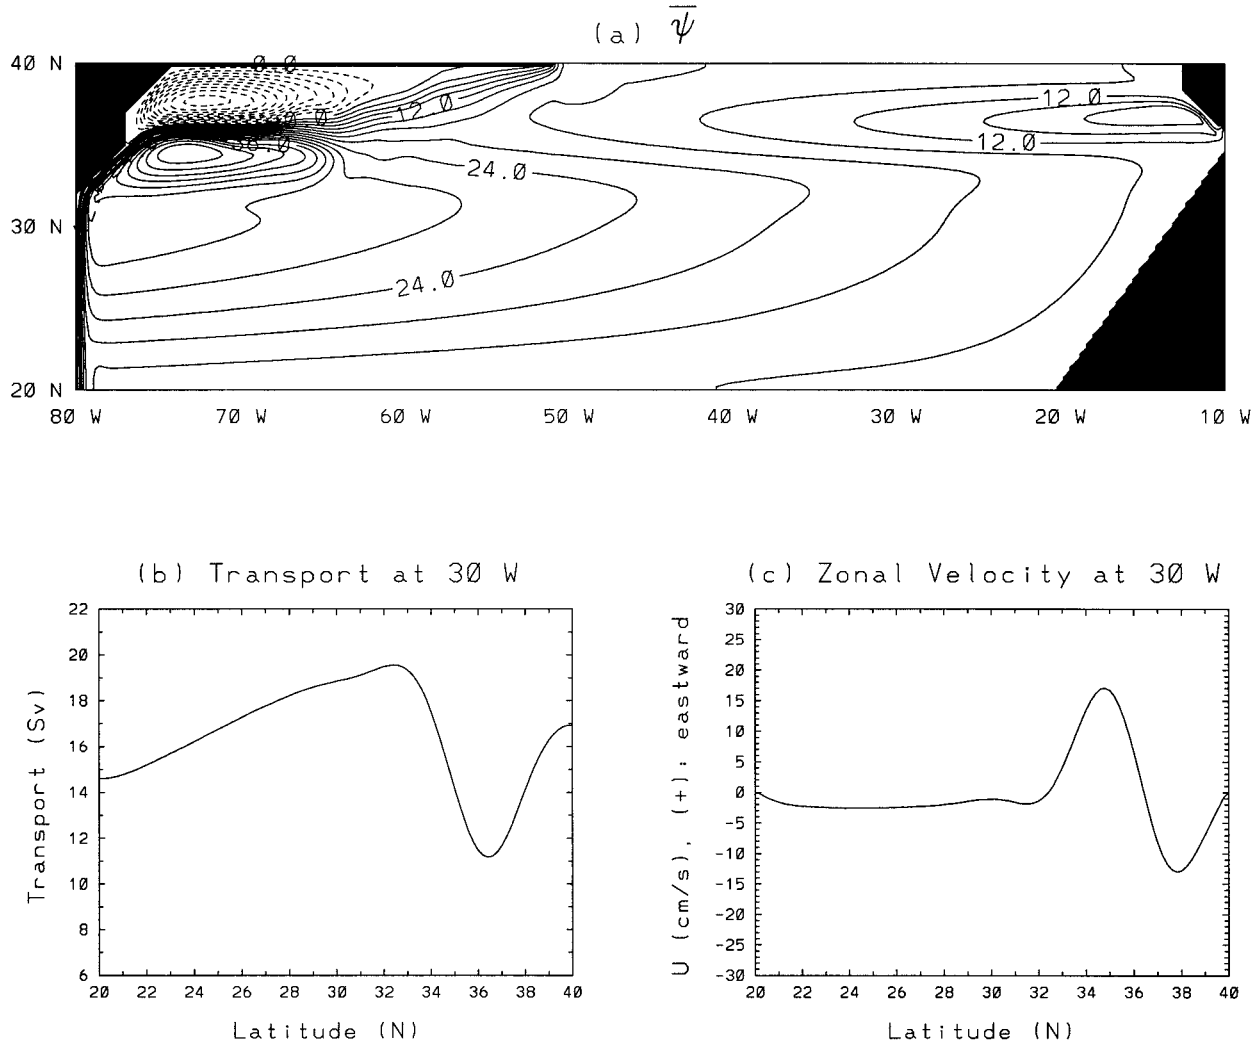 (a) ψ̅
40 N
30 N
20 N
0.0
12.0
24.0
24.0
12.0
12.0
80 W 70 W 60 W 50 W 40 W 30 W 20 W 10 W
(b) Transport at 30 W
Transport (Sv)
22
20
18
16
14
12
10
8
6
20 22 24 26 28 30 32 34 36 38 40
Latitude (N)
(c) Zonal Velocity at 30 W
U (cm/s), (+): eastward
30
25
20
15
10
5
0
-5
-10
-15
-20
-25
-30
20 22 24 26 28 30 32 34 36 38 40
Latitude (N)